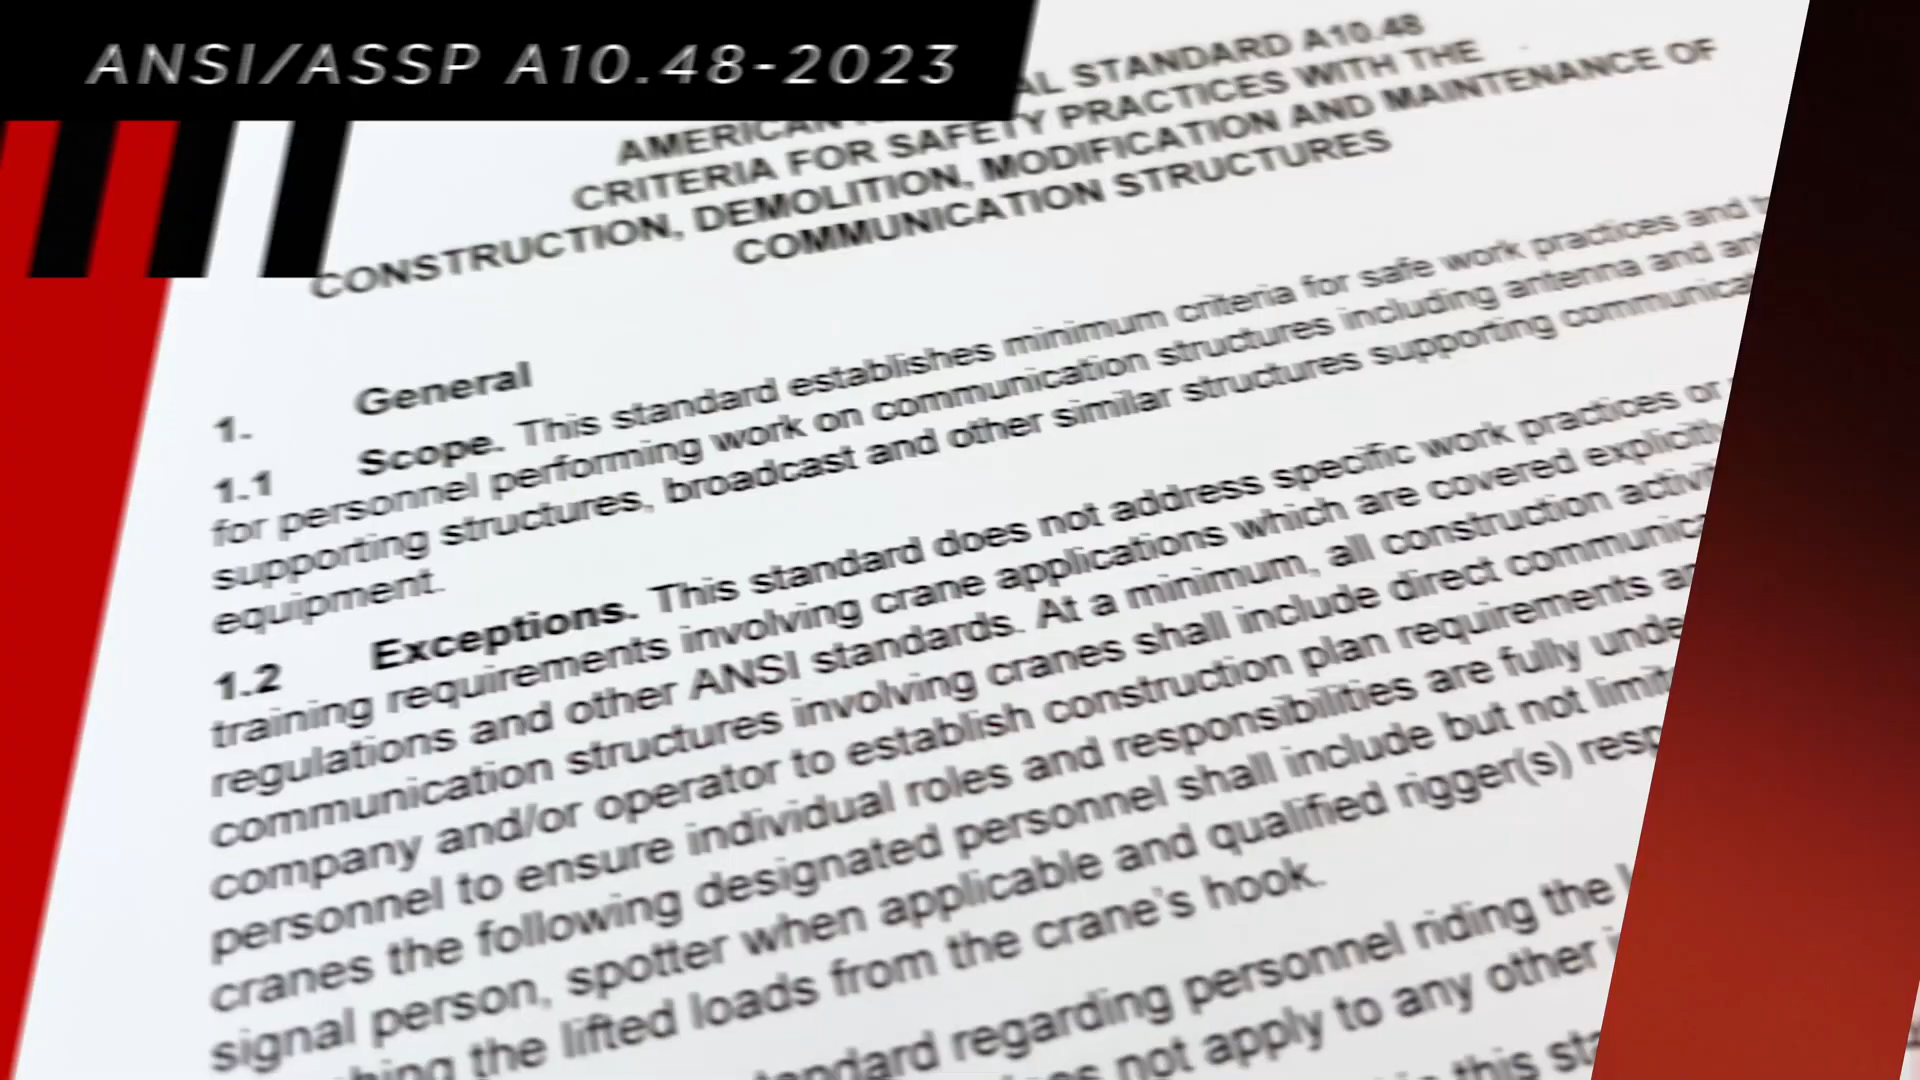 ANSI/ASSP A10.48-2023
AL STANDARD A10.48
AMERICAN
CRITERIA FOR SAFETY PRACTICES WITH THE
CONSTRUCTION, DEMOLITION, MODIFICATION AND MAINTENANCE OF
COMMUNICATION STRUCTURES
1. General
1.1 Scope. This standard establishes minimum criteria for safe work practices and
for personnel performing work on communication structures including antenna and
supporting structures, broadcast and other similar structures supporting
equipment.
1.2 Exceptions. This standard does not address specific work practices or
training requirements involving crane applications which are covered explicitly
regulations and other ANSI standards. At a minimum, all construction
communication structures involving cranes shall include direct
company and/or operator to establish construction plan requirements
personnel to ensure individual roles and responsibilities are fully
cranes the following designated personnel shall include but not
signal person, spotter when applicable and qualified rigger(s)
the lifted loads from the crane's hook.
regarding personnel riding the
not apply to any other
this